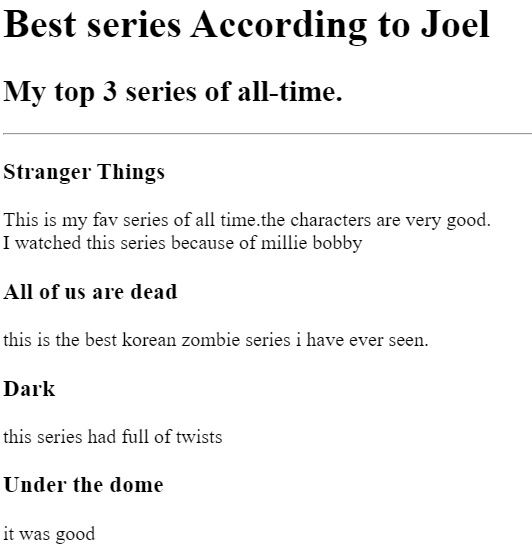 Best series According to Joel
My top 3 series of all-time.
Stranger Things
This is my fav series of all time.the characters are very good.
I watched this series because of millie bobby
All of us are dead
this is the best korean zombie series i have ever seen.
Dark
this series had full of twists
Under the dome
it was good